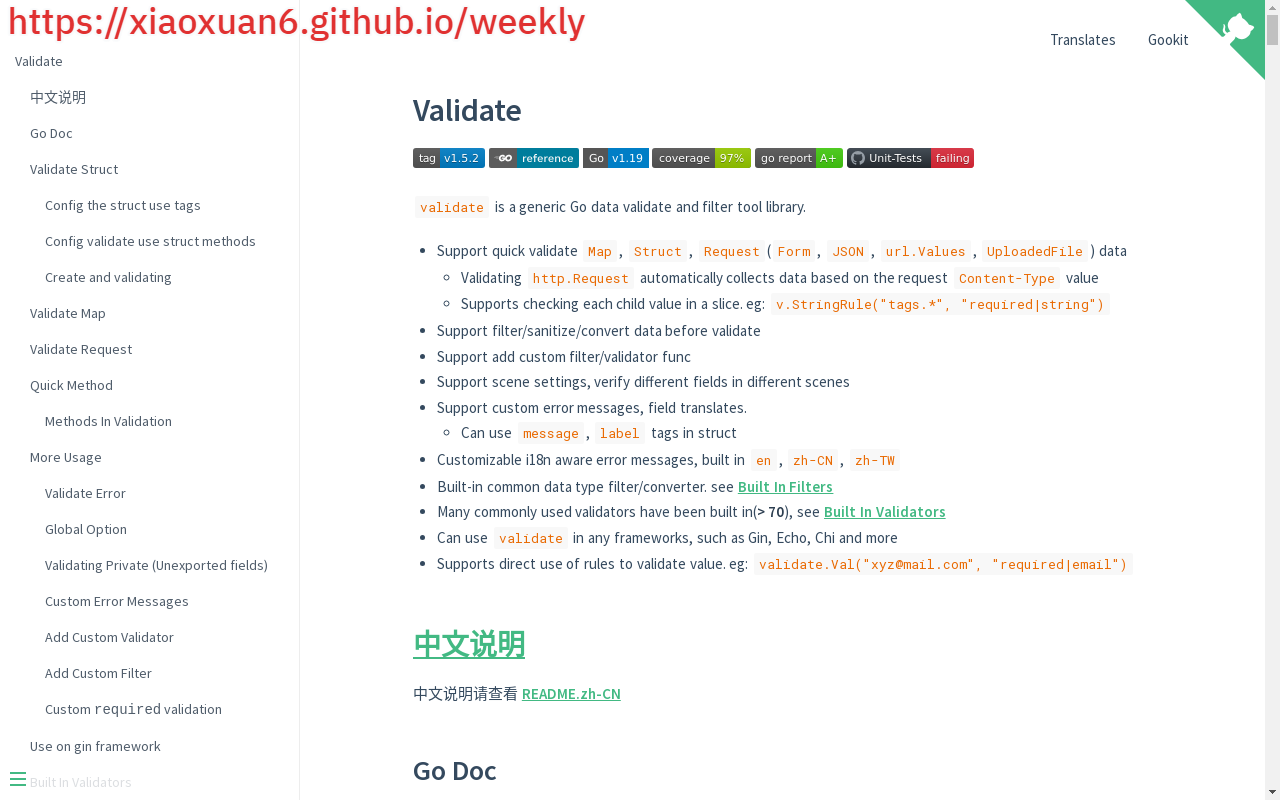 https://xiaoxuan6.github.io/weekly
Translates
Gookit
Validate
中文说明
Go Doc
Validate Struct
Config the struct use tags
Config validate use struct methods
Create and validating
Validate Map
Validate Request
Quick Method
Methods In Validation
More Usage
Validate Error
Global Option
Validating Private (Unexported fields)
Custom Error Messages
Add Custom Validator
Add Custom Filter
Custom required validation
Use on gin framework
Built In Validators
Validate
tag v1.5.2 GO reference Go v1.19 coverage 97% go report A+ Unit-Tests failing
validate is a generic Go data validate and filter tool library.
• Support quick validate Map, Struct, Request(Form, JSON, url.Values, UploadedFile) data
◦ Validating http.Request automatically collects data based on the request Content-Type value
◦ Supports checking each child value in a slice. eg: v.StringRule("tags.*", "required|string")
• Support filter/sanitize/convert data before validate
• Support add custom filter/validator func
• Support scene settings, verify different fields in different scenes
• Support custom error messages, field translates.
◦ Can use message, label tags in struct
• Customizable i18n aware error messages, built in en, zh-CN, zh-TW
• Built-in common data type filter/converter. see Built In Filters
• Many commonly used validators have been built in(> 70), see Built In Validators
• Can use validate in any frameworks, such as Gin, Echo, Chi and more
• Supports direct use of rules to validate value. eg: validate.Val("xyz@mail.com", "required|email")
中文说明
中文说明请查看 README.zh-CN
Go Doc